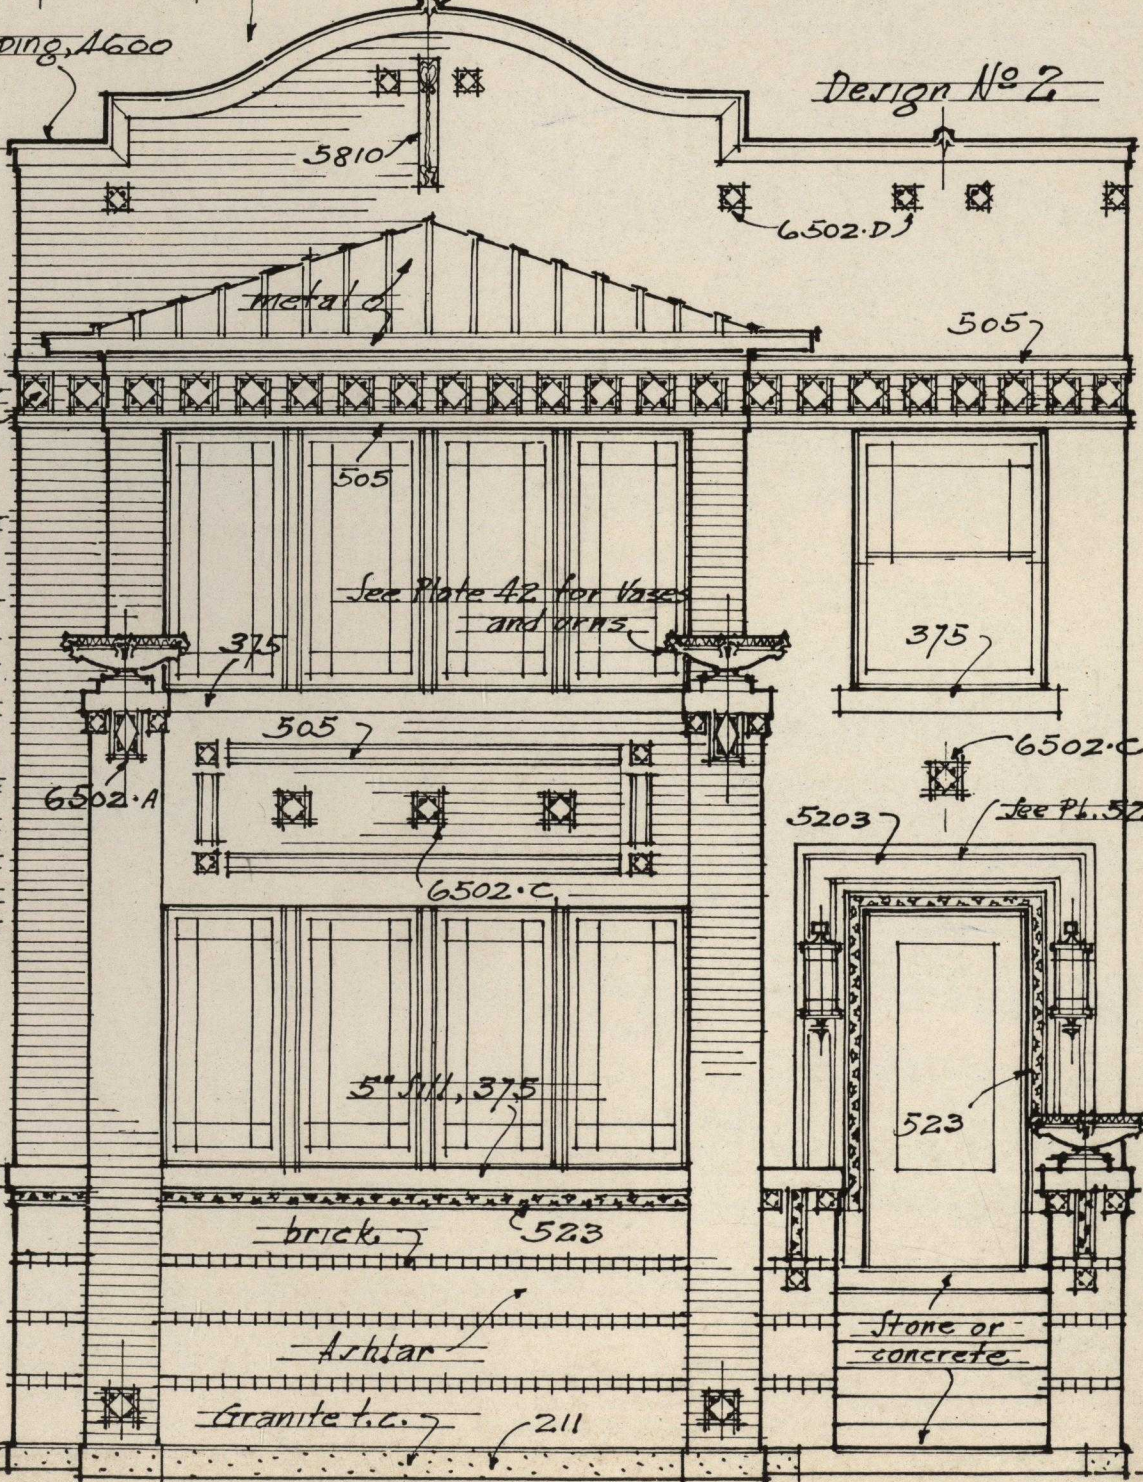 ping, A600
Design No 2
5810
6502·D
metal
505
505
See Plate 42 for Vases
and urns
375
375
505
6502·C
6502·A
5203
See Pl. 52
6502·C
5" sill, 375
523
523
brick
Ashlar
Stone or
concrete
Granite t.c.
211